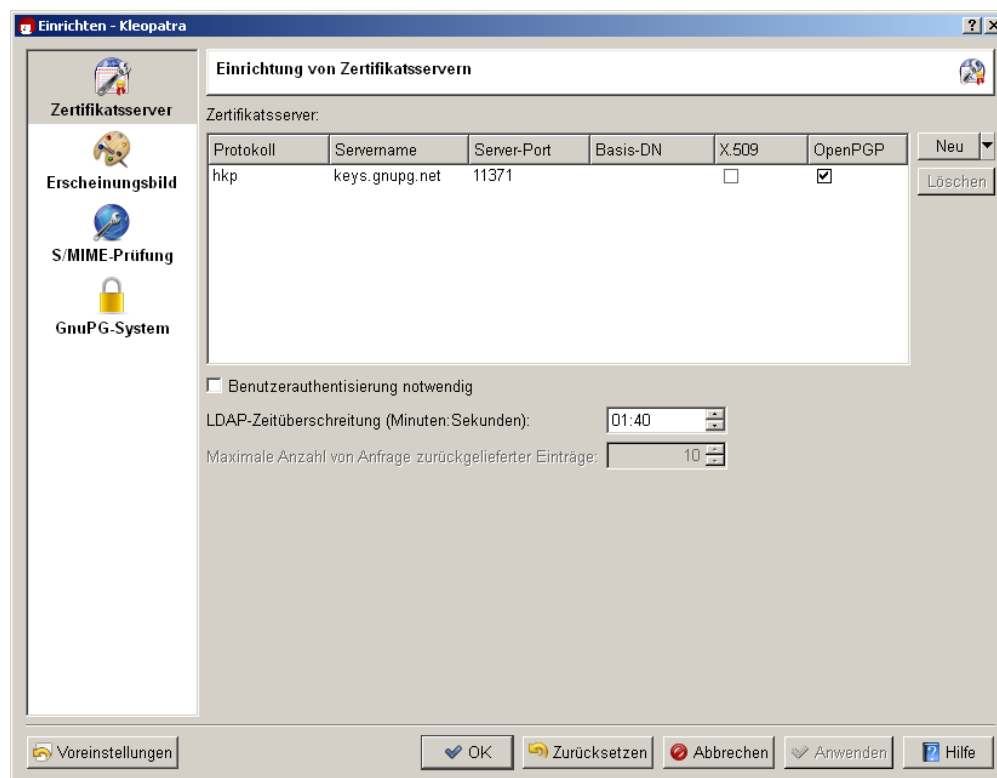 Einrichten - Kleopatra
Zertifikatsserver
Erscheinungsbild
S/MIME-Prüfung
GnuPG-System
Einrichtung von Zertifikatsservern
Zertifikatsserver:
Protokoll Servername Server-Port Basis-DN X.509 OpenPGP
hkp keys.gnupg.net 11371
Neu
Löschen
Benutzerauthentisierung notwendig
LDAP-Zeitüberschreitung (Minuten:Sekunden): 01:40
Maximale Anzahl von Anfrage zurückgelieferter Einträge: 10
Voreinstellungen OK Zurücksetzen Abbrechen Anwenden Hilfe